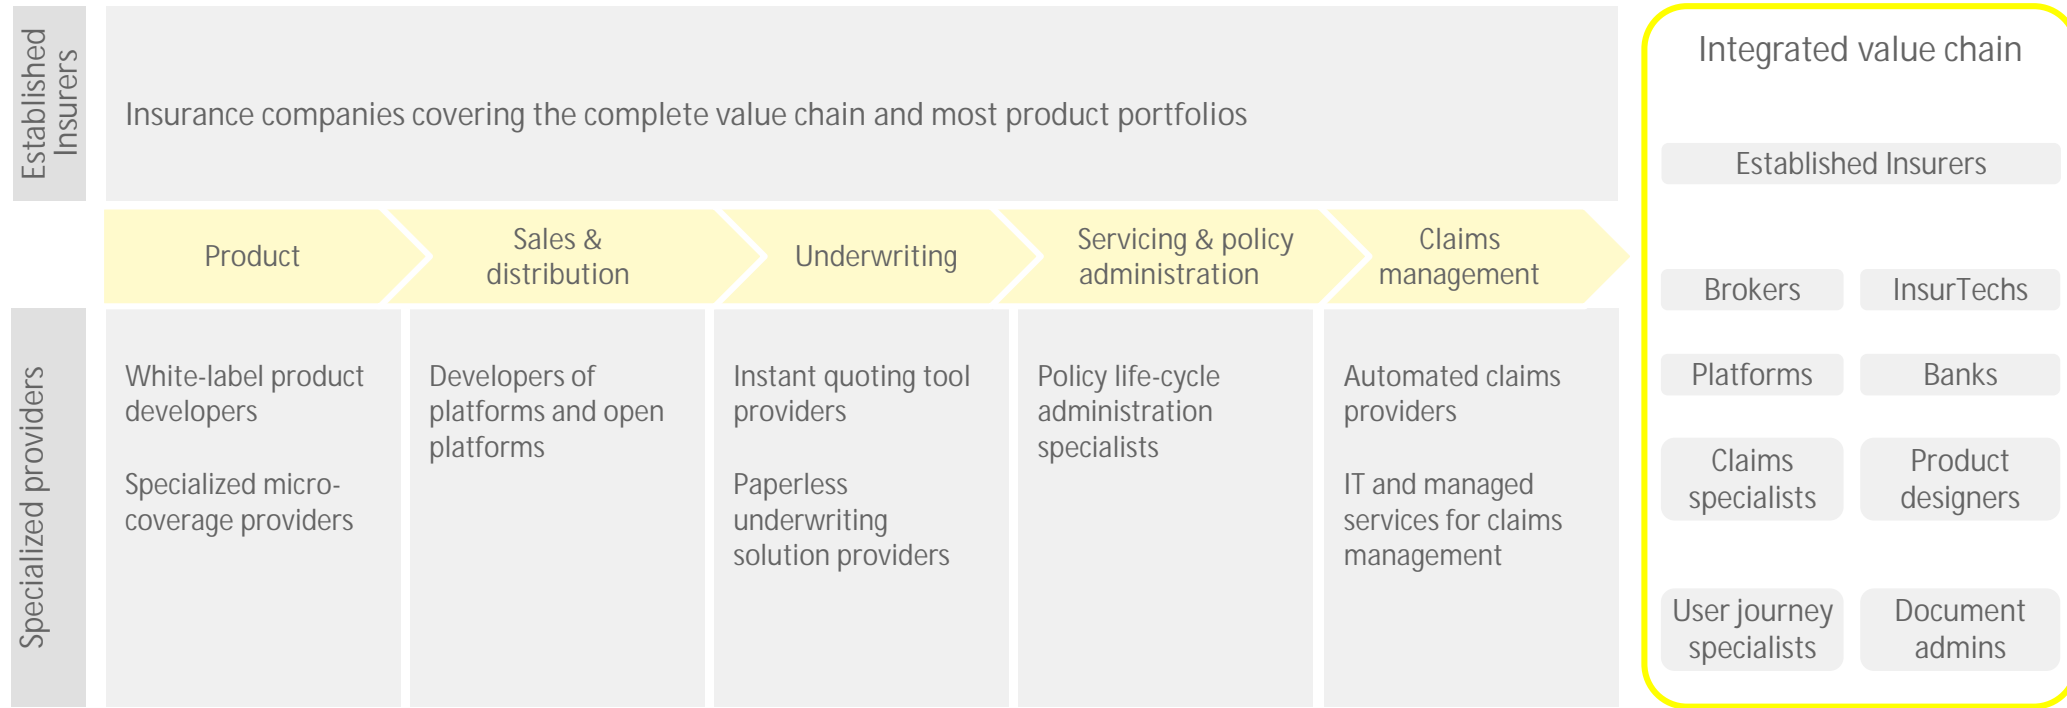 Established
Insurers
Insurance companies covering the complete value chain and most product portfolios
Product
Sales &
distribution
Underwriting
Servicing & policy
administration
Claims
management
Specialized providers
White-label product
developers
Specialized micro-
coverage providers
Developers of
platforms and open
platforms
Instant quoting tool
providers
Paperless
underwriting
solution providers
Policy life-cycle
administration
specialists
Automated claims
providers
IT and managed
services for claims
management
Integrated value chain
Established Insurers
Brokers
InsurTechs
Platforms
Banks
Claims
specialists
Product
designers
User journey
specialists
Document
admins